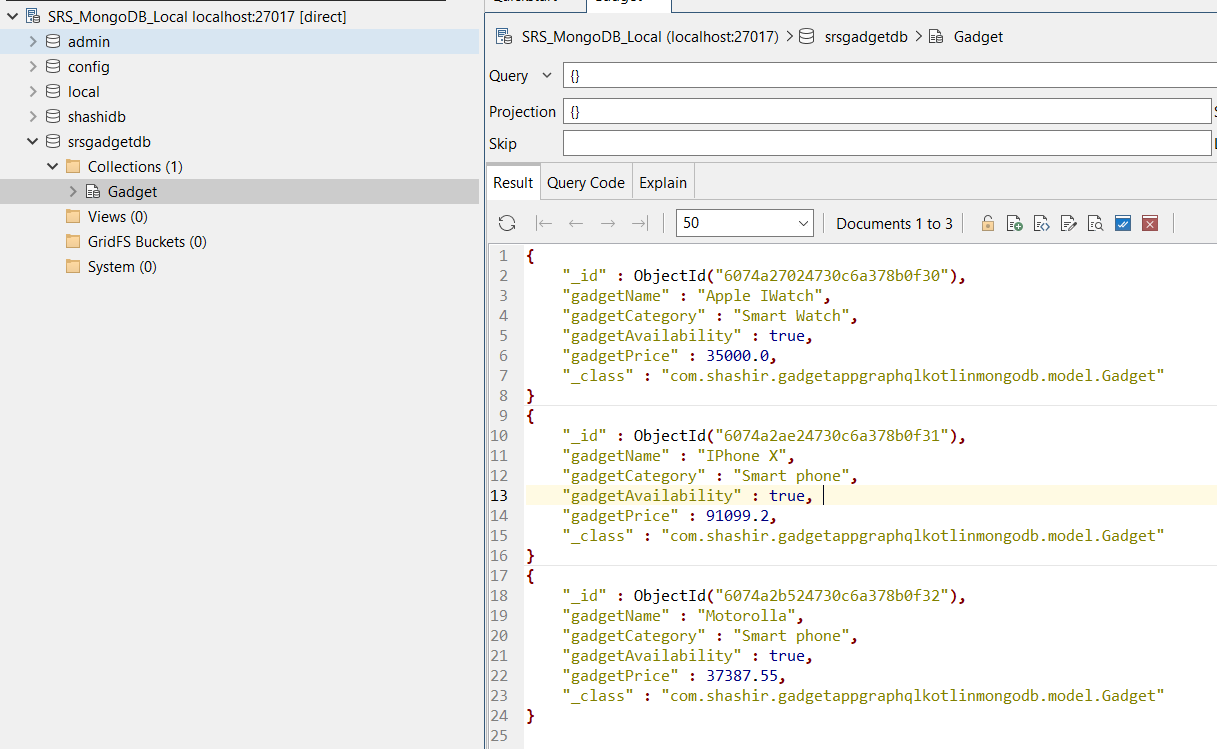 SRS_MongoDB_Local localhost:27017 [direct]
admin
config
local
shashidb
srsgadgetdb
Collections (1)
Gadget
Views (0)
GridFS Buckets (0)
System (0)
SRS_MongoDB_Local (localhost:27017) > srsgadgetdb > Gadget
Query {}
Projection {}
Skip
Result Query Code Explain
50 Documents 1 to 3
1 {
2 "_id" : ObjectId("6074a27024730c6a378b0f30"),
3 "gadgetName" : "Apple IWatch",
4 "gadgetCategory" : "Smart Watch",
5 "gadgetAvailability" : true,
6 "gadgetPrice" : 35000.0,
7 "_class" : "com.shashir.gadgetappgraphqlkotlinmongodb.model.Gadget"
8 }
9 {
10 "_id" : ObjectId("6074a2ae24730c6a378b0f31"),
11 "gadgetName" : "IPhone X",
12 "gadgetCategory" : "Smart phone",
13 "gadgetAvailability" : true,
14 "gadgetPrice" : 91099.2,
15 "_class" : "com.shashir.gadgetappgraphqlkotlinmongodb.model.Gadget"
16 }
17 {
18 "_id" : ObjectId("6074a2b524730c6a378b0f32"),
19 "gadgetName" : "Motorolla",
20 "gadgetCategory" : "Smart phone",
21 "gadgetAvailability" : true,
22 "gadgetPrice" : 37387.55,
23 "_class" : "com.shashir.gadgetappgraphqlkotlinmongodb.model.Gadget"
24 }
25